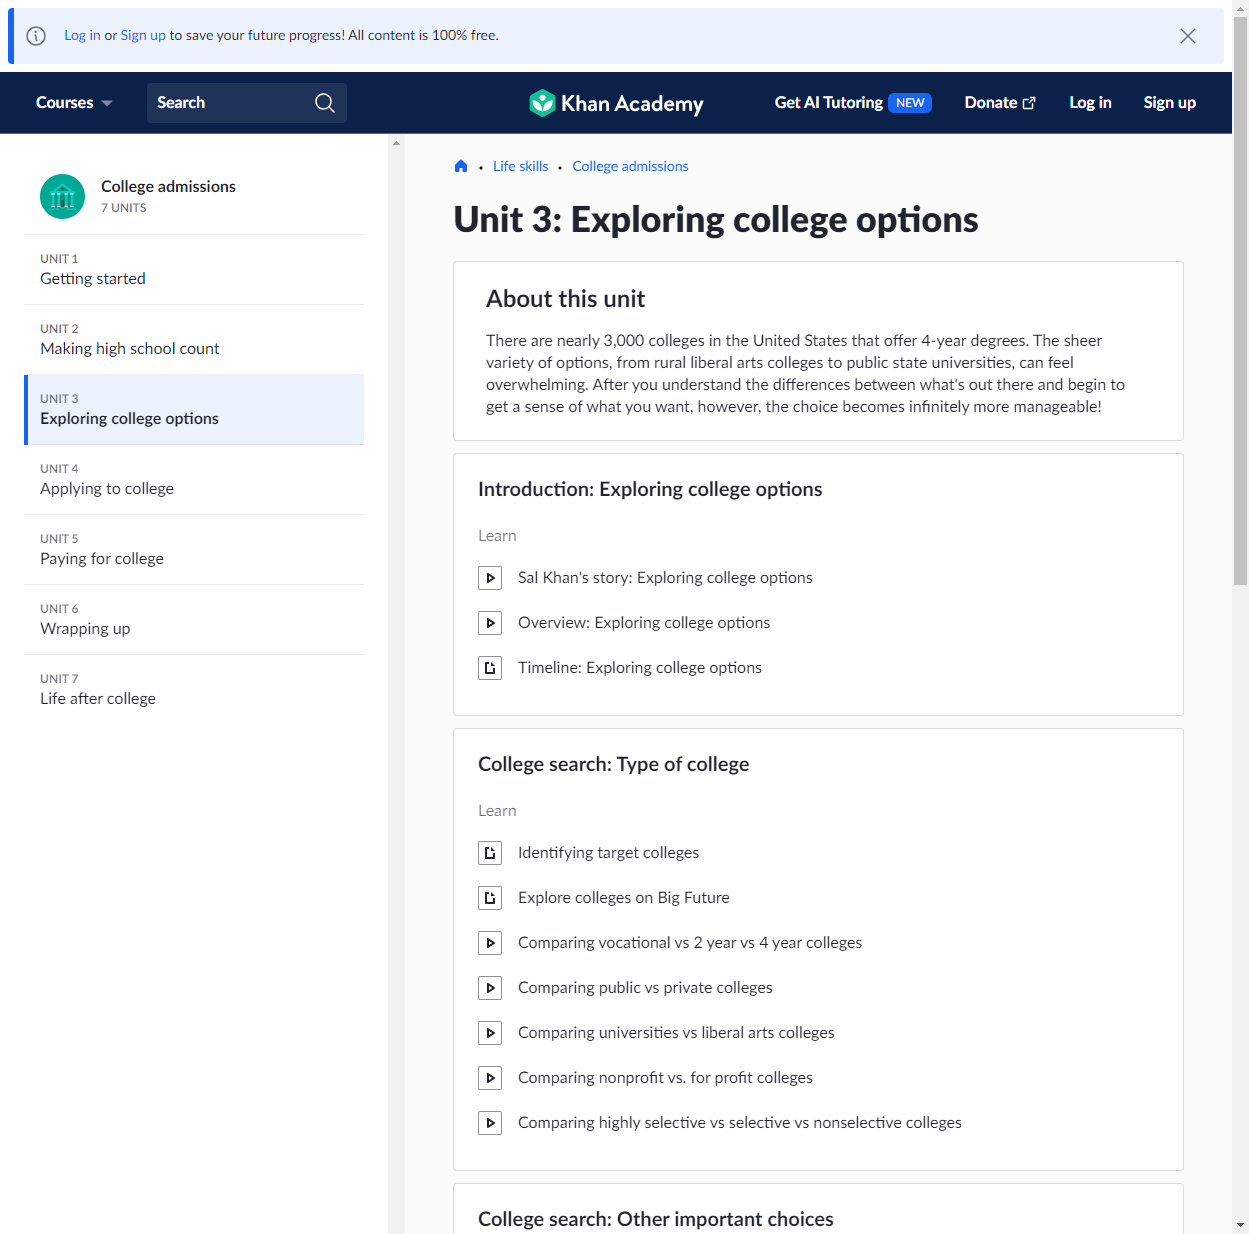 Log in or Sign up to save your future progress! All content is 100% free.
Courses
Search
Khan Academy
Get AI Tutoring NEW
Donate
Log in
Sign up
College admissions
7 UNITS
UNIT 1
Getting started
UNIT 2
Making high school count
UNIT 3
Exploring college options
UNIT 4
Applying to college
UNIT 5
Paying for college
UNIT 6
Wrapping up
UNIT 7
Life after college
Life skills • College admissions
Unit 3: Exploring college options
About this unit
There are nearly 3,000 colleges in the United States that offer 4-year degrees. The sheer
variety of options, from rural liberal arts colleges to public state universities, can feel
overwhelming. After you understand the differences between what's out there and begin to
get a sense of what you want, however, the choice becomes infinitely more manageable!
Introduction: Exploring college options
Learn
Sal Khan's story: Exploring college options
Overview: Exploring college options
Timeline: Exploring college options
College search: Type of college
Learn
Identifying target colleges
Explore colleges on Big Future
Comparing vocational vs 2 year vs 4 year colleges
Comparing public vs private colleges
Comparing universities vs liberal arts colleges
Comparing nonprofit vs. for profit colleges
Comparing highly selective vs selective vs nonselective colleges
College search: Other important choices